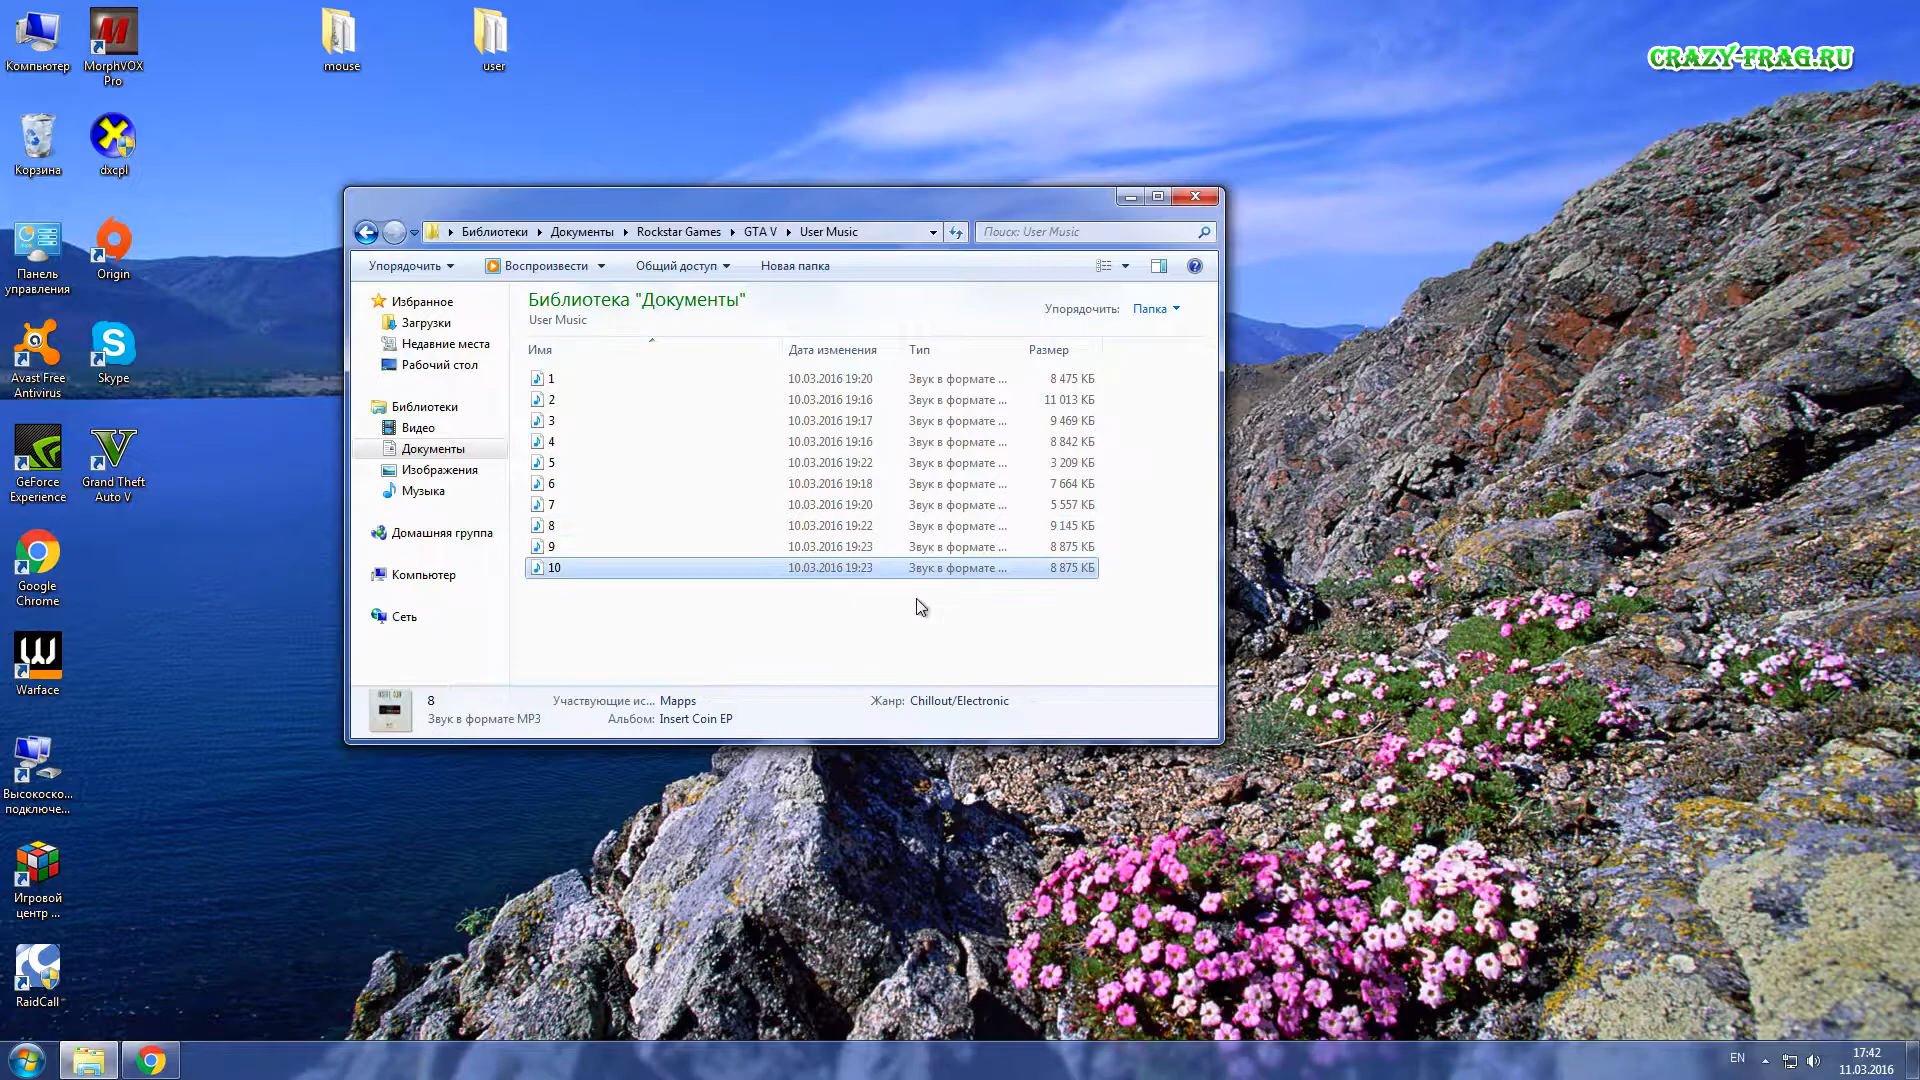 Компьютер
MorphVOX Pro
mouse
user
CRAZY-FRAG.RU
Корзина
dxcpl
Панель управления
Origin
Avast Free Antivirus
Skype
GeForce Experience
Grand Theft Auto V
Google Chrome
Warface
Высокоско... подключе...
Игровой центр ...
RaidCall
Библиотеки Документы Rockstar Games GTA V User Music
Поиск: User Music
Упорядочить Воспроизвести Общий доступ Новая папка
Избранное
Загрузки
Недавние места
Рабочий стол
Библиотеки
Видео
Документы
Изображения
Музыка
Домашняя группа
Компьютер
Сеть
Библиотека "Документы"
User Music
Упорядочить: Папка
Имя Дата изменения Тип Размер
1 10.03.2016 19:20 Звук в формате ... 8 475 КБ
2 10.03.2016 19:16 Звук в формате ... 11 013 КБ
3 10.03.2016 19:17 Звук в формате ... 9 469 КБ
4 10.03.2016 19:16 Звук в формате ... 8 842 КБ
5 10.03.2016 19:22 Звук в формате ... 3 209 КБ
6 10.03.2016 19:18 Звук в формате ... 7 664 КБ
7 10.03.2016 19:20 Звук в формате ... 5 557 КБ
8 10.03.2016 19:22 Звук в формате ... 9 145 КБ
9 10.03.2016 19:23 Звук в формате ... 8 875 КБ
10 10.03.2016 19:23 Звук в формате ... 8 875 КБ
8 Участвующие ис... Mapps Жанр: Chillout/Electronic
Звук в формате MP3 Альбом: Insert Coin EP
EN
17:42
11.03.2016